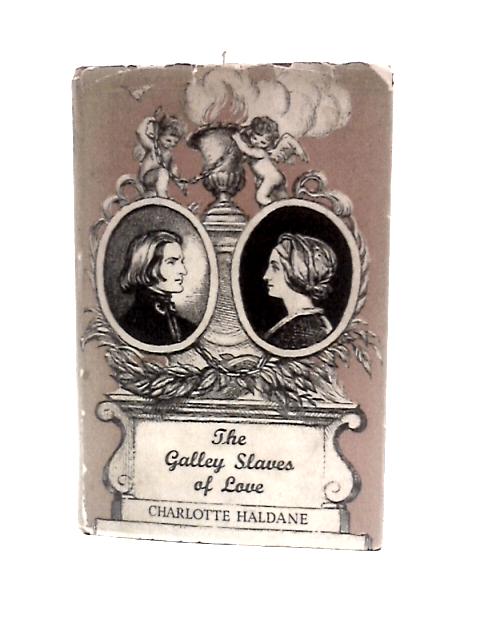 The
Galley Slaves
of Love
CHARLOTTE HALDANE